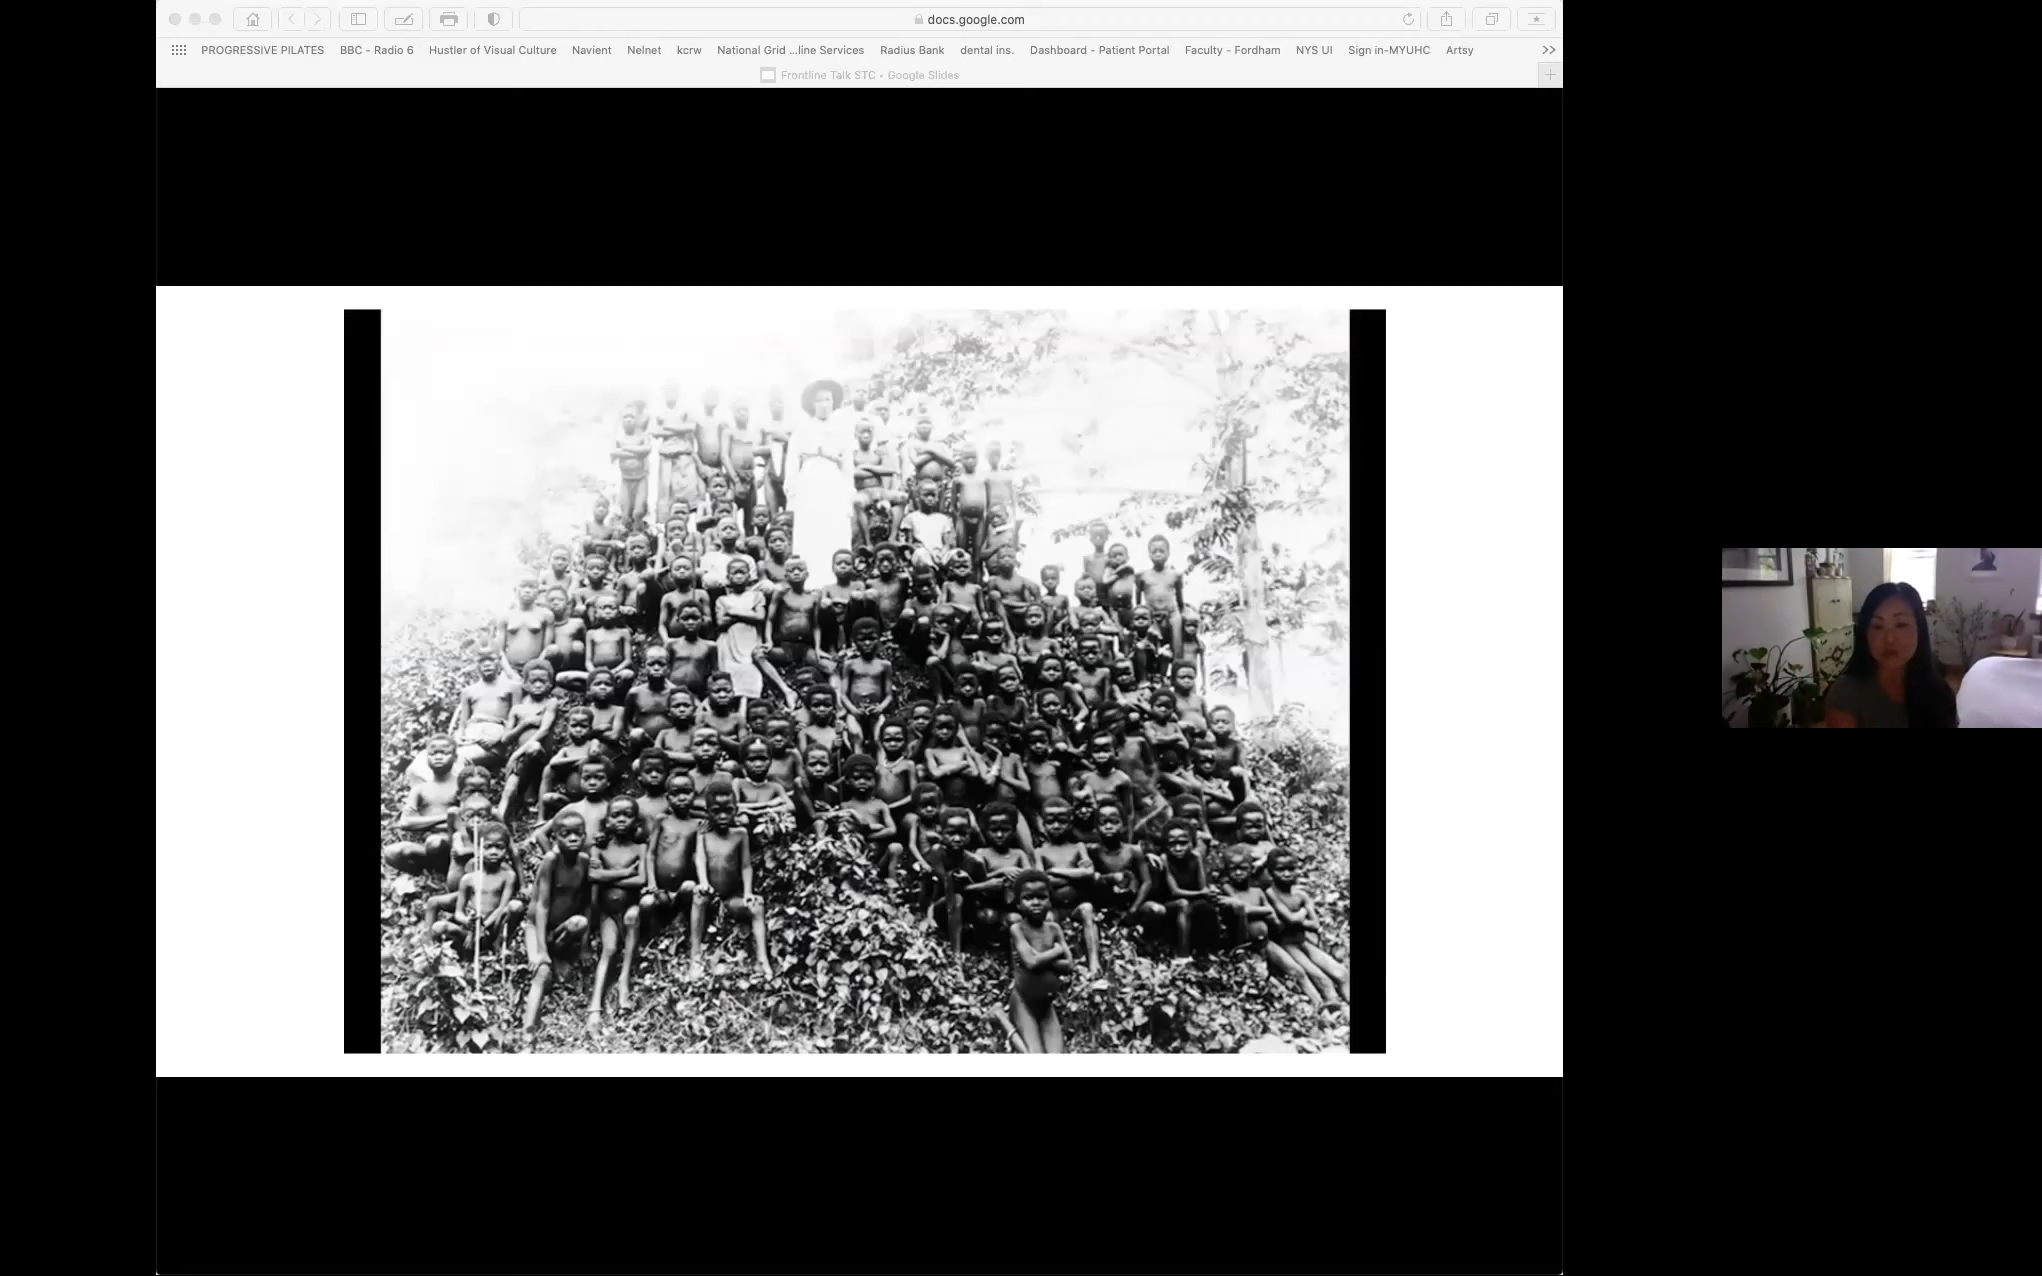 docs.google.com
PROGRESSIVE PILATES BBC - Radio 6 Hustler of Visual Culture Navient Nelnet kcrw National Grid ...line Services Radius Bank dental ins. Dashboard - Patient Portal Faculty - Fordham NYS UI Sign in-MYUHC Artsy >>
Frontline Talk STC - Google Slides